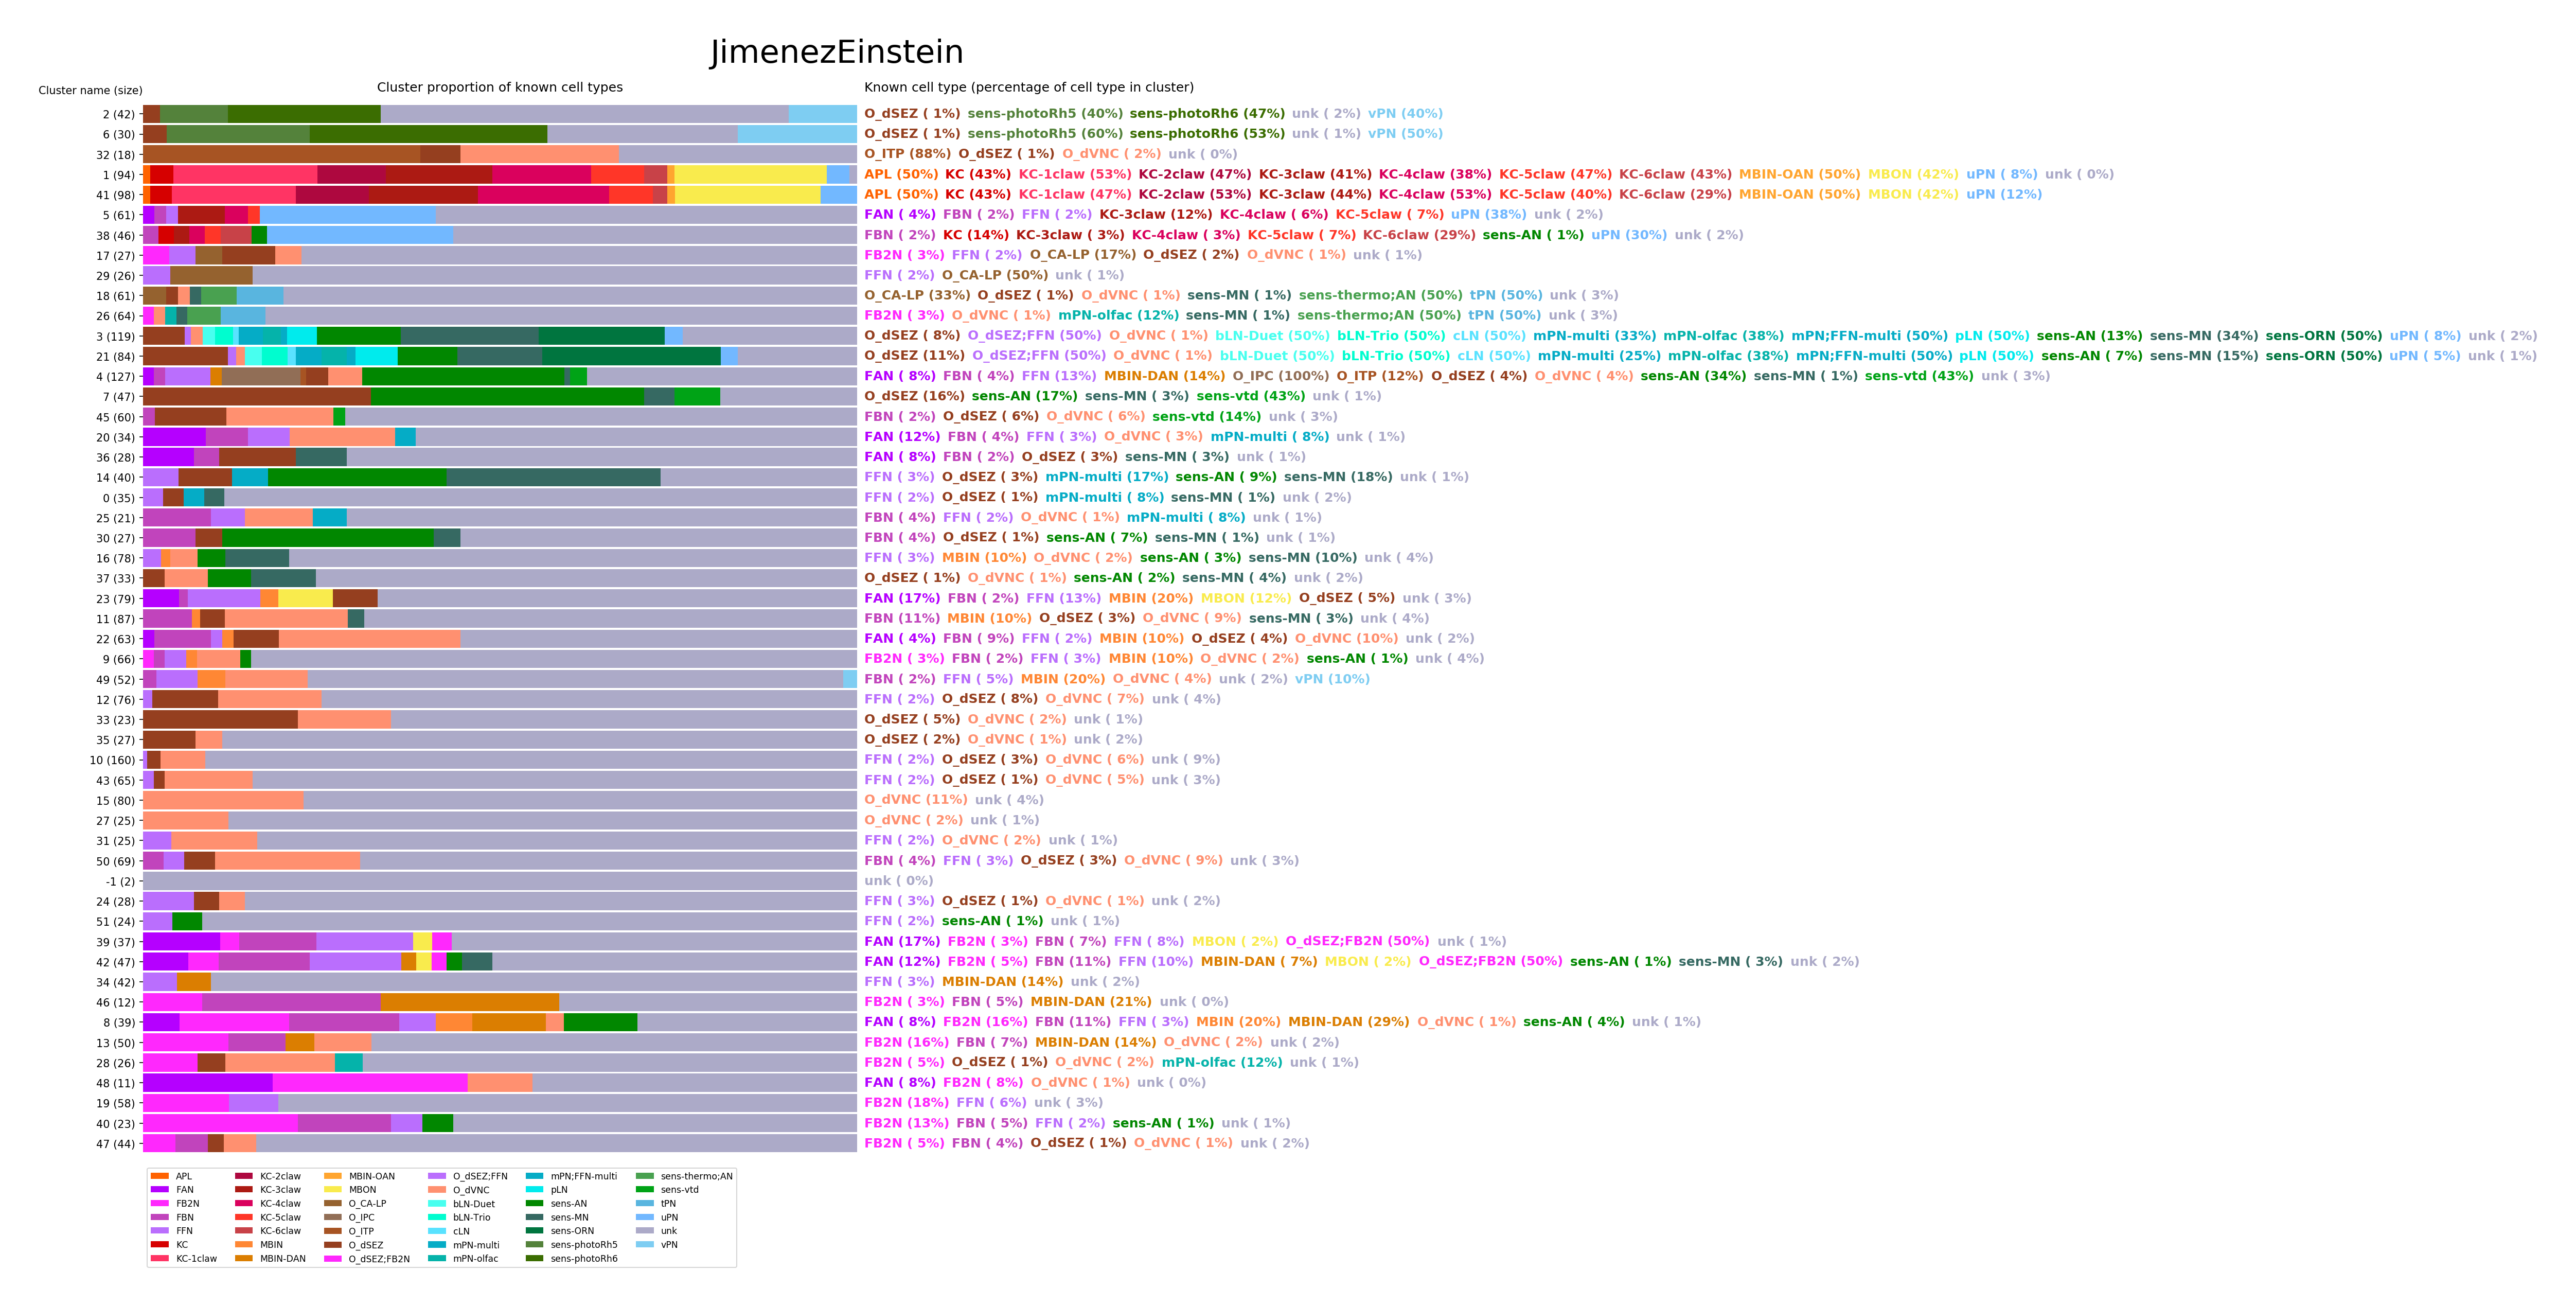 JimenezEinstein
Cluster name (size) Cluster proportion of known cell types Known cell type (percentage of cell type in cluster)
2 (42) O_dSEZ ( 1%) sens-photoRh5 (40%) sens-photoRh6 (47%) unk ( 2%) vPN (40%)
6 (30) O_dSEZ ( 1%) sens-photoRh5 (60%) sens-photoRh6 (53%) unk ( 1%) vPN (50%)
32 (18) O_ITP (88%) O_dSEZ ( 1%) O_dVNC ( 2%) unk ( 0%)
1 (94) APL (50%) KC (43%) KC-1claw (53%) KC-2claw (47%) KC-3claw (41%) KC-4claw (38%) KC-5claw (47%) KC-6claw (43%) MBIN-OAN (50%) MBON (42%) uPN ( 8%) unk ( 0%)
41 (98) APL (50%) KC (43%) KC-1claw (47%) KC-2claw (53%) KC-3claw (44%) KC-4claw (53%) KC-5claw (40%) KC-6claw (29%) MBIN-OAN (50%) MBON (42%) uPN (12%)
5 (61) FAN ( 4%) FBN ( 2%) FFN ( 2%) KC-3claw (12%) KC-4claw ( 6%) KC-5claw ( 7%) uPN (38%) unk ( 2%)
38 (46) FBN ( 2%) KC (14%) KC-3claw ( 3%) KC-4claw ( 3%) KC-5claw ( 7%) KC-6claw (29%) sens-AN ( 1%) uPN (30%) unk ( 2%)
17 (27) FB2N ( 3%) FFN ( 2%) O_CA-LP (17%) O_dSEZ ( 2%) O_dVNC ( 1%) unk ( 1%)
29 (26) FFN ( 2%) O_CA-LP (50%) unk ( 1%)
18 (61) O_CA-LP (33%) O_dSEZ ( 1%) O_dVNC ( 1%) sens-MN ( 1%) sens-thermo;AN (50%) tPN (50%) unk ( 3%)
26 (64) FB2N ( 3%) O_dVNC ( 1%) mPN-olfac (12%) sens-MN ( 1%) sens-thermo;AN (50%) tPN (50%) unk ( 3%)
3 (119) O_dSEZ ( 8%) O_dSEZ;FFN (50%) O_dVNC ( 1%) bLN-Duet (50%) bLN-Trio (50%) cLN (50%) mPN-multi (33%) mPN-olfac (38%) mPN;FFN-multi (50%) pLN (50%) sens-AN (13%) sens-MN (34%) sens-ORN (50%) uPN ( 8%) unk ( 2%)
21 (84) O_dSEZ (11%) O_dSEZ;FFN (50%) O_dVNC ( 1%) bLN-Duet (50%) bLN-Trio (50%) cLN (50%) mPN-multi (25%) mPN-olfac (38%) mPN;FFN-multi (50%) pLN (50%) sens-AN ( 7%) sens-MN (15%) sens-ORN (50%) uPN ( 5%) unk ( 1%)
4 (127) FAN ( 8%) FBN ( 4%) FFN (13%) MBIN-DAN (14%) O_IPC (100%) O_ITP (12%) O_dSEZ ( 4%) O_dVNC ( 4%) sens-AN (34%) sens-MN ( 1%) sens-vtd (43%) unk ( 3%)
7 (47) O_dSEZ (16%) sens-AN (17%) sens-MN ( 3%) sens-vtd (43%) unk ( 1%)
45 (60) FBN ( 2%) O_dSEZ ( 6%) O_dVNC ( 6%) sens-vtd (14%) unk ( 3%)
20 (34) FAN (12%) FBN ( 4%) FFN ( 3%) O_dVNC ( 3%) mPN-multi ( 8%) unk ( 1%)
36 (28) FAN ( 8%) FBN ( 2%) O_dSEZ ( 3%) sens-MN ( 3%) unk ( 1%)
14 (40) FFN ( 3%) O_dSEZ ( 3%) mPN-multi (17%) sens-AN ( 9%) sens-MN (18%) unk ( 1%)
0 (35) FFN ( 2%) O_dSEZ ( 1%) mPN-multi ( 8%) sens-MN ( 1%) unk ( 2%)
25 (21) FBN ( 4%) FFN ( 2%) O_dVNC ( 1%) mPN-multi ( 8%) unk ( 1%)
30 (27) FBN ( 4%) O_dSEZ ( 1%) sens-AN ( 7%) sens-MN ( 1%) unk ( 1%)
16 (78) FFN ( 3%) MBIN (10%) O_dVNC ( 2%) sens-AN ( 3%) sens-MN (10%) unk ( 4%)
37 (33) O_dSEZ ( 1%) O_dVNC ( 1%) sens-AN ( 2%) sens-MN ( 4%) unk ( 2%)
23 (79) FAN (17%) FBN ( 2%) FFN (13%) MBIN (20%) MBON (12%) O_dSEZ ( 5%) unk ( 3%)
11 (87) FBN (11%) MBIN (10%) O_dSEZ ( 3%) O_dVNC ( 9%) sens-MN ( 3%) unk ( 4%)
22 (63) FAN ( 4%) FBN ( 9%) FFN ( 2%) MBIN (10%) O_dSEZ ( 4%) O_dVNC (10%) unk ( 2%)
9 (66) FB2N ( 3%) FBN ( 2%) FFN ( 3%) MBIN (10%) O_dVNC ( 2%) sens-AN ( 1%) unk ( 4%)
49 (52) FBN ( 2%) FFN ( 5%) MBIN (20%) O_dVNC ( 4%) unk ( 2%) vPN (10%)
12 (76) FFN ( 2%) O_dSEZ ( 8%) O_dVNC ( 7%) unk ( 4%)
33 (23) O_dSEZ ( 5%) O_dVNC ( 2%) unk ( 1%)
35 (27) O_dSEZ ( 2%) O_dVNC ( 1%) unk ( 2%)
10 (160) FFN ( 2%) O_dSEZ ( 3%) O_dVNC ( 6%) unk ( 9%)
43 (65) FFN ( 2%) O_dSEZ ( 1%) O_dVNC ( 5%) unk ( 3%)
15 (80) O_dVNC (11%) unk ( 4%)
27 (25) O_dVNC ( 2%) unk ( 1%)
31 (25) FFN ( 2%) O_dVNC ( 2%) unk ( 1%)
50 (69) FBN ( 4%) FFN ( 3%) O_dSEZ ( 3%) O_dVNC ( 9%) unk ( 3%)
-1 (2) unk ( 0%)
24 (28) FFN ( 3%) O_dSEZ ( 1%) O_dVNC ( 1%) unk ( 2%)
51 (24) FFN ( 2%) sens-AN ( 1%) unk ( 1%)
39 (37) FAN (17%) FB2N ( 3%) FBN ( 7%) FFN ( 8%) MBON ( 2%) O_dSEZ;FB2N (50%) unk ( 1%)
42 (47) FAN (12%) FB2N ( 5%) FBN (11%) FFN (10%) MBIN-DAN ( 7%) MBON ( 2%) O_dSEZ;FB2N (50%) sens-AN ( 1%) sens-MN ( 3%) unk ( 2%)
34 (42) FFN ( 3%) MBIN-DAN (14%) unk ( 2%)
46 (12) FB2N ( 3%) FBN ( 5%) MBIN-DAN (21%) unk ( 0%)
8 (39) FAN ( 8%) FB2N (16%) FBN (11%) FFN ( 3%) MBIN (20%) MBIN-DAN (29%) O_dVNC ( 1%) sens-AN ( 4%) unk ( 1%)
13 (50) FB2N (16%) FBN ( 7%) MBIN-DAN (14%) O_dVNC ( 2%) unk ( 2%)
28 (26) FB2N ( 5%) O_dSEZ ( 1%) O_dVNC ( 2%) mPN-olfac (12%) unk ( 1%)
48 (11) FAN ( 8%) FB2N ( 8%) O_dVNC ( 1%) unk ( 0%)
19 (58) FB2N (18%) FFN ( 6%) unk ( 3%)
40 (23) FB2N (13%) FBN ( 5%) FFN ( 2%) sens-AN ( 1%) unk ( 1%)
47 (44) FB2N ( 5%) FBN ( 4%) O_dSEZ ( 1%) O_dVNC ( 1%) unk ( 2%)
APL KC-2claw MBIN-OAN O_dSEZ;FFN mPN;FFN-multi sens-thermo;AN
FAN KC-3claw MBON O_dVNC pLN sens-vtd
FB2N KC-4claw O_CA-LP bLN-Duet sens-AN tPN
FBN KC-5claw O_IPC bLN-Trio sens-MN uPN
FFN KC-6claw O_ITP cLN sens-ORN unk
KC MBIN O_dSEZ mPN-multi sens-photoRh5 vPN
KC-1claw MBIN-DAN O_dSEZ;FB2N mPN-olfac sens-photoRh6